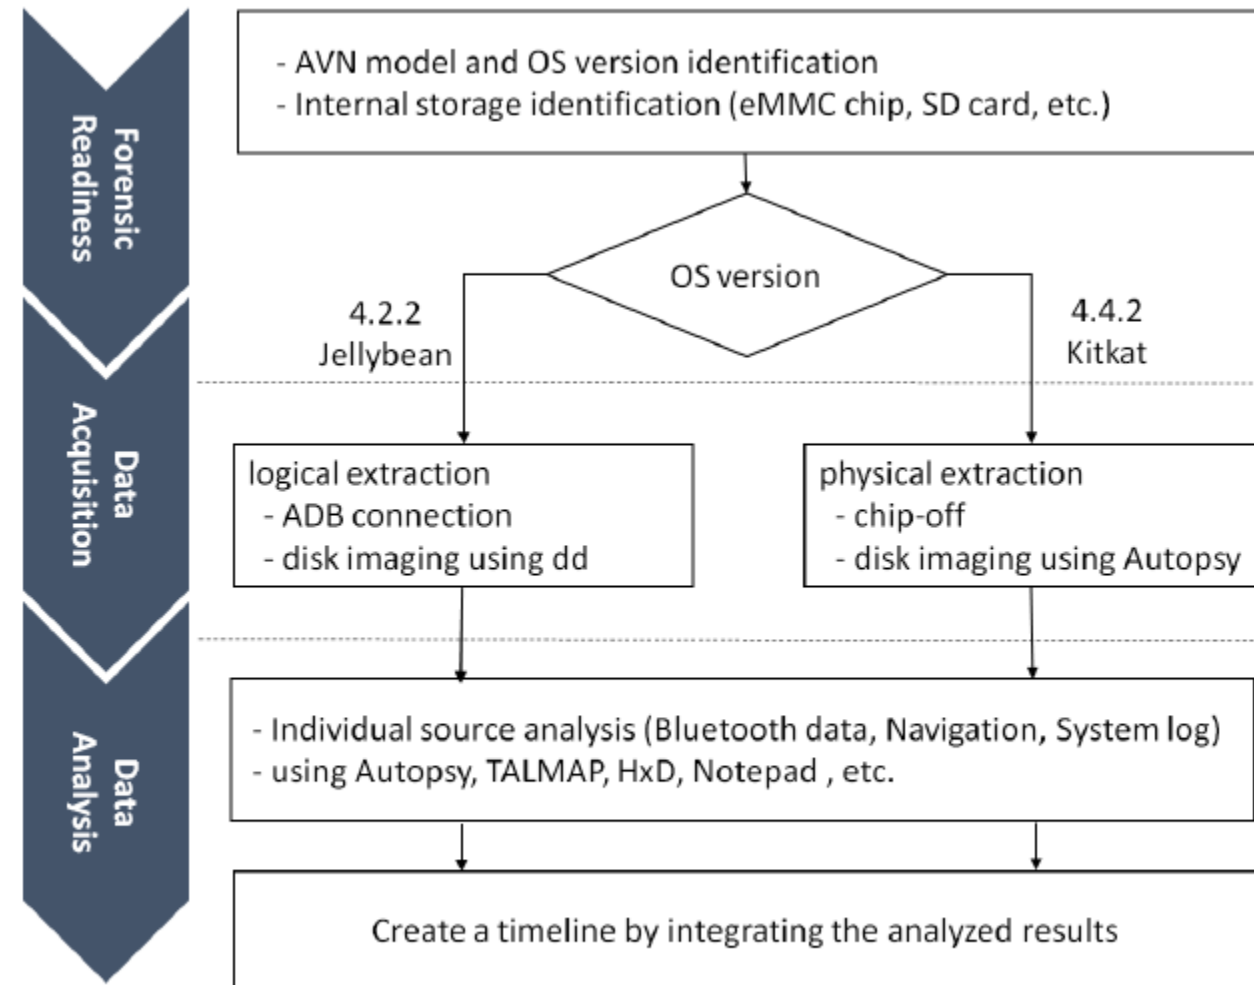 Forensic
Readiness
- AVN model and OS version identification
- Internal storage identification (eMMC chip, SD card, etc.)
OS version
4.2.2
Jellybean
4.4.2
Kitkat
Data
Acquisition
logical extraction
- ADB connection
- disk imaging using dd
physical extraction
- chip-off
- disk imaging using Autopsy
Data
Analysis
- Individual source analysis (Bluetooth data, Navigation, System log)
- using Autopsy, TALMAP, HxD, Notepad , etc.
Create a timeline by integrating the analyzed results